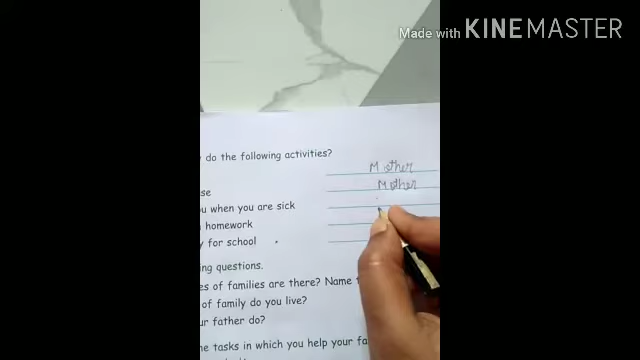 Made with KINEMASTER
do the following activities?
Mother
se
Mother
ou when you are sick
homework
y for school
ing questions.
es of families are there? Name t
of family do you live?
ur father do?
ne tasks in which you help your fa